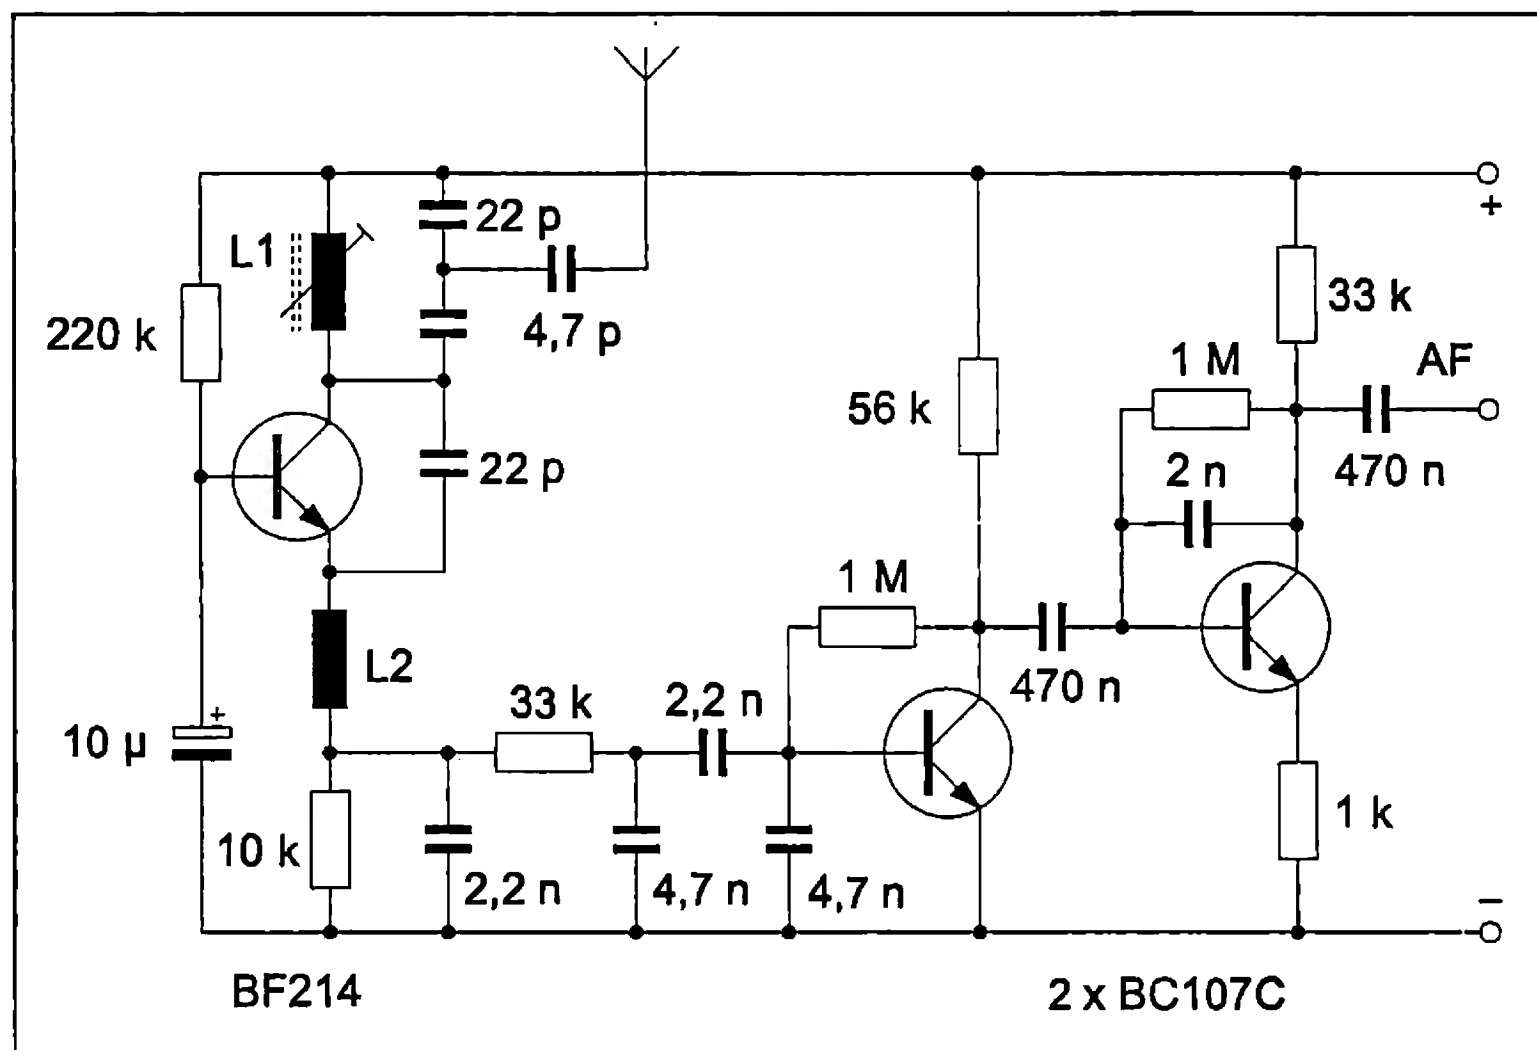 22 p
+
L1
33 k
220 k
4,7 p
1 M
AF
56 k
22 p
2 n
470 n
1 M
L2
470 n
33 k
2,2 n
+
10 µ
10 k
1 k
2,2 n
4,7 n
4,7 n
−
BF214
2 x BC107C